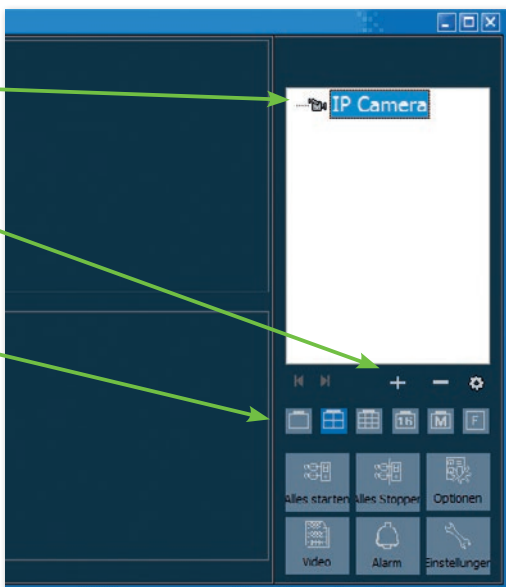 IP Camera
16 M F
Alles starten Alles Stoppen Optionen
Video Alarm Einstellungen